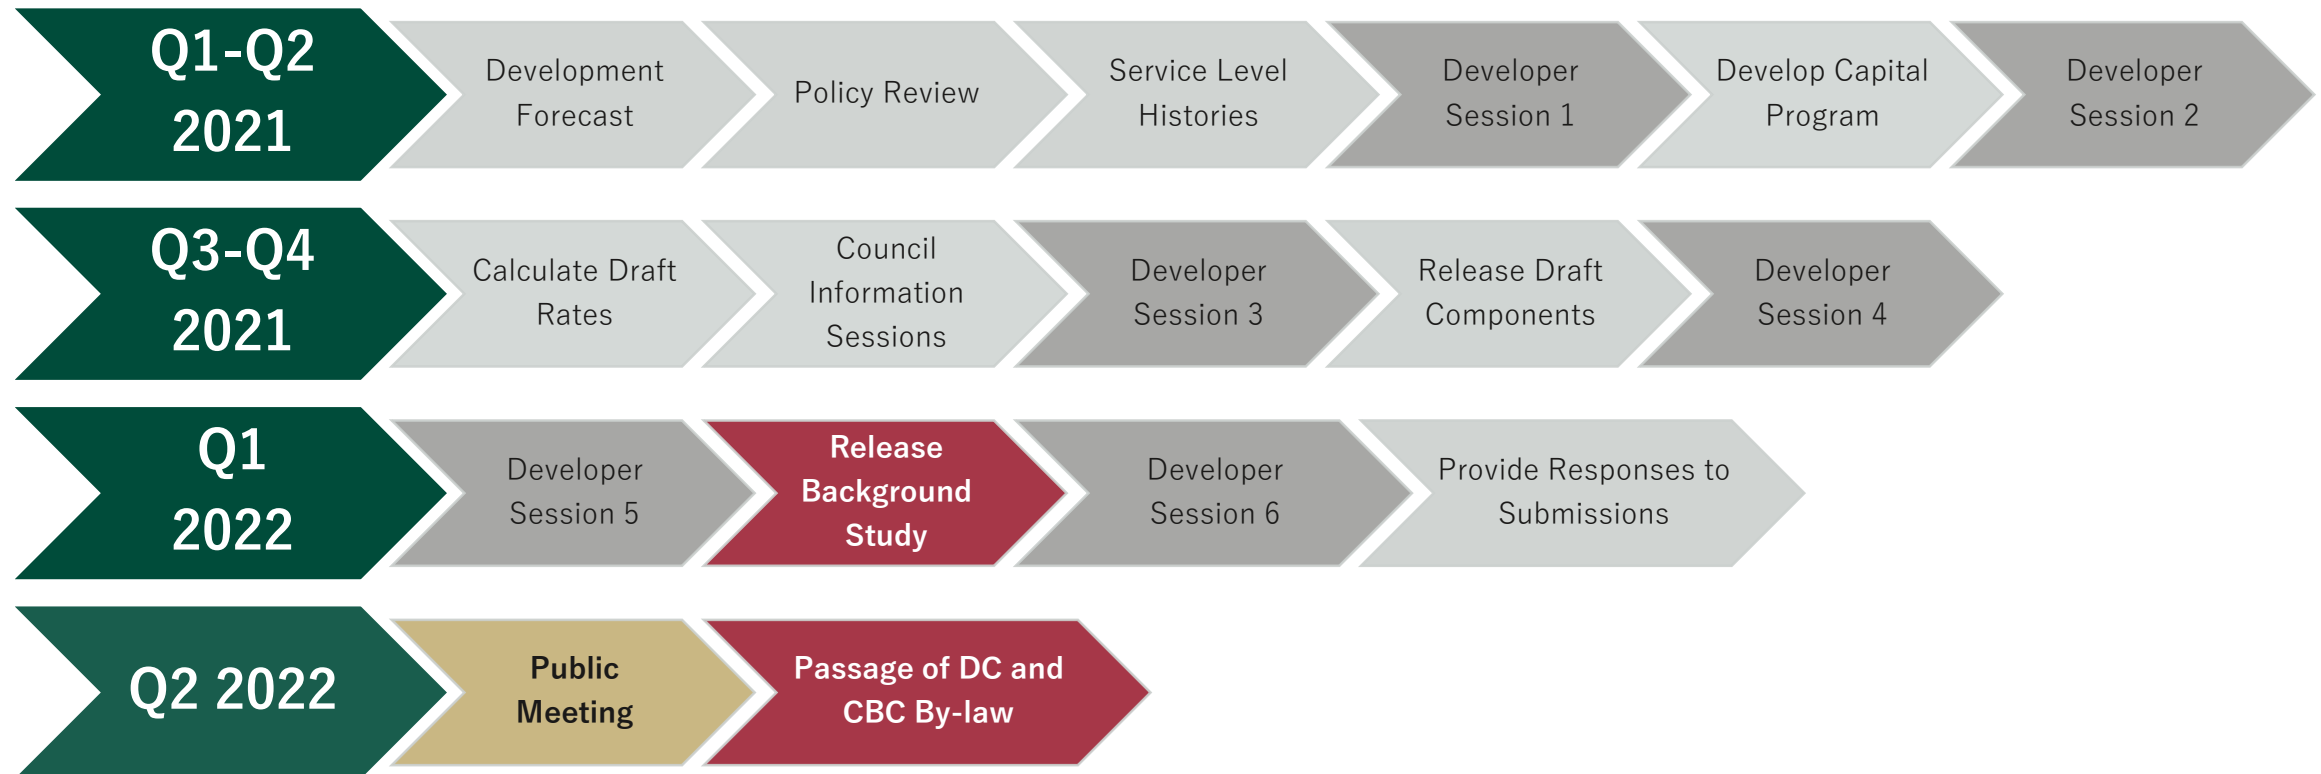 Q1-Q2
2021
Development
Forecast
Policy Review
Service Level
Histories
Developer
Session 1
Develop Capital
Program
Developer
Session 2
Q3-Q4
2021
Calculate Draft
Rates
Council
Information
Sessions
Developer
Session 3
Release Draft
Components
Developer
Session 4
Q1
2022
Developer
Session 5
Release
Background
Study
Developer
Session 6
Provide Responses to
Submissions
Q2 2022
Public
Meeting
Passage of DC and
CBC By-law